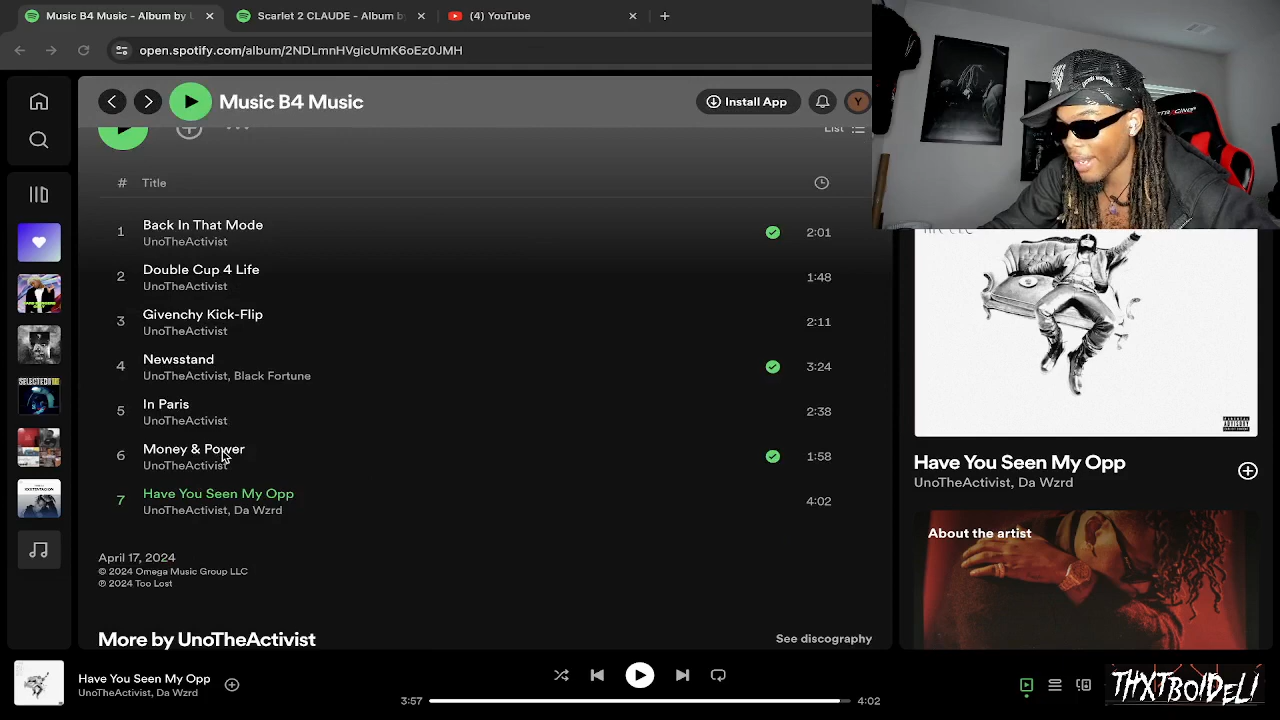 Music B4 Music - Album by U
Scarlet 2 CLAUDE - Album by
(4) YouTube
open.spotify.com/album/2NDLmnHVgicUmK6oEz0JMH
Music B4 Music
Install App
Y
List
# Title
1 Back In That Mode 2:01
UnoTheActivist
2 Double Cup 4 Life 1:48
UnoTheActivist
3 Givenchy Kick-Flip 2:11
UnoTheActivist
4 Newsstand 3:24
UnoTheActivist, Black Fortune
5 In Paris 2:38
UnoTheActivist
6 Money & Power 1:58
UnoTheActivist
7 Have You Seen My Opp 4:02
UnoTheActivist, Da Wzrd
April 17, 2024
© 2024 Omega Music Group LLC
℗ 2024 Too Lost
More by UnoTheActivist
See discography
Have You Seen My Opp
UnoTheActivist, Da Wzrd
About the artist
Have You Seen My Opp
UnoTheActivist, Da Wzrd
3:57
4:02
THXTBOIDELI